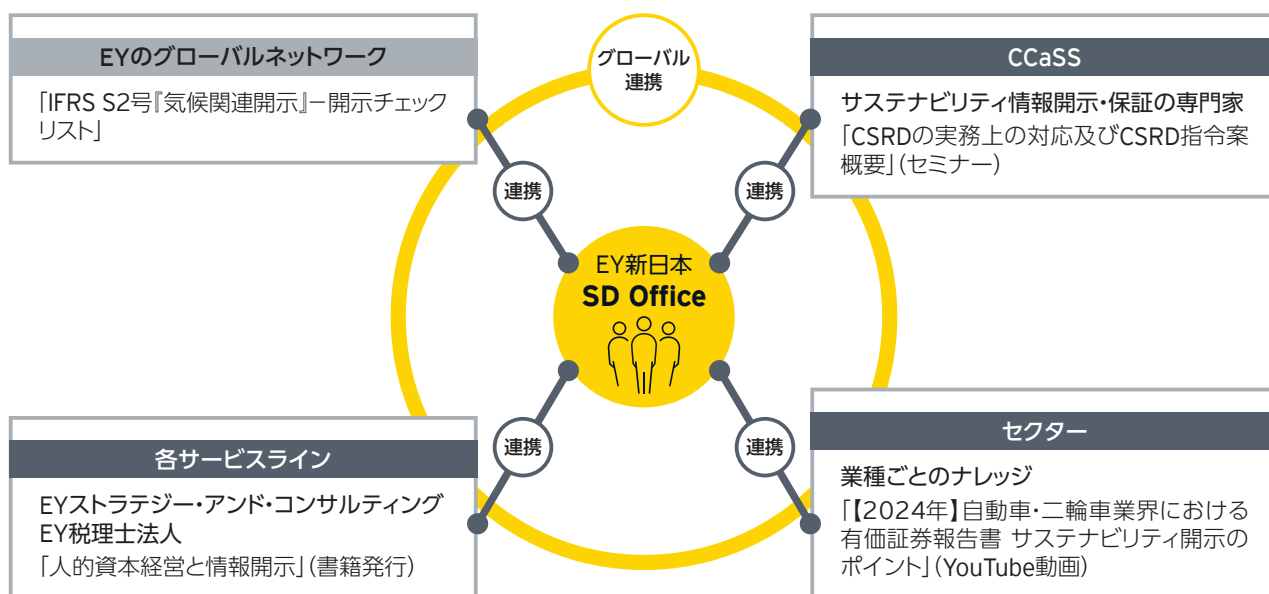 EYのグローバルネットワーク
「IFRS S2号『気候関連開示』－開示チェック
リスト」
グローバル
連携
CCaSS
サステナビリティ情報開示・保証の専門家
「CSRDの実務上の対応及びCSRD指令案
概要」（セミナー）
連携
連携
EY新日本
SD Office
連携
連携
各サービスライン
EYストラテジー・アンド・コンサルティング
EY税理士法人
「人的資本経営と情報開示」（書籍発行）
セクター
業種ごとのナレッジ
「【2024年】自動車・二輪車業界における
有価証券報告書 サステナビリティ開示の
ポイント」（YouTube動画）